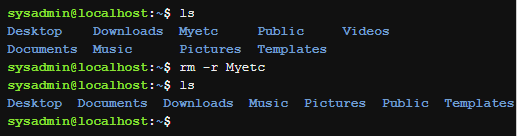 sysadmin@localhost:~$ ls
Desktop    Downloads  Myetc     Public     Videos
Documents  Music      Pictures  Templates
sysadmin@localhost:~$ rm -r Myetc
sysadmin@localhost:~$ ls
Desktop  Documents  Downloads  Music  Pictures  Public  Templates
sysadmin@localhost:~$